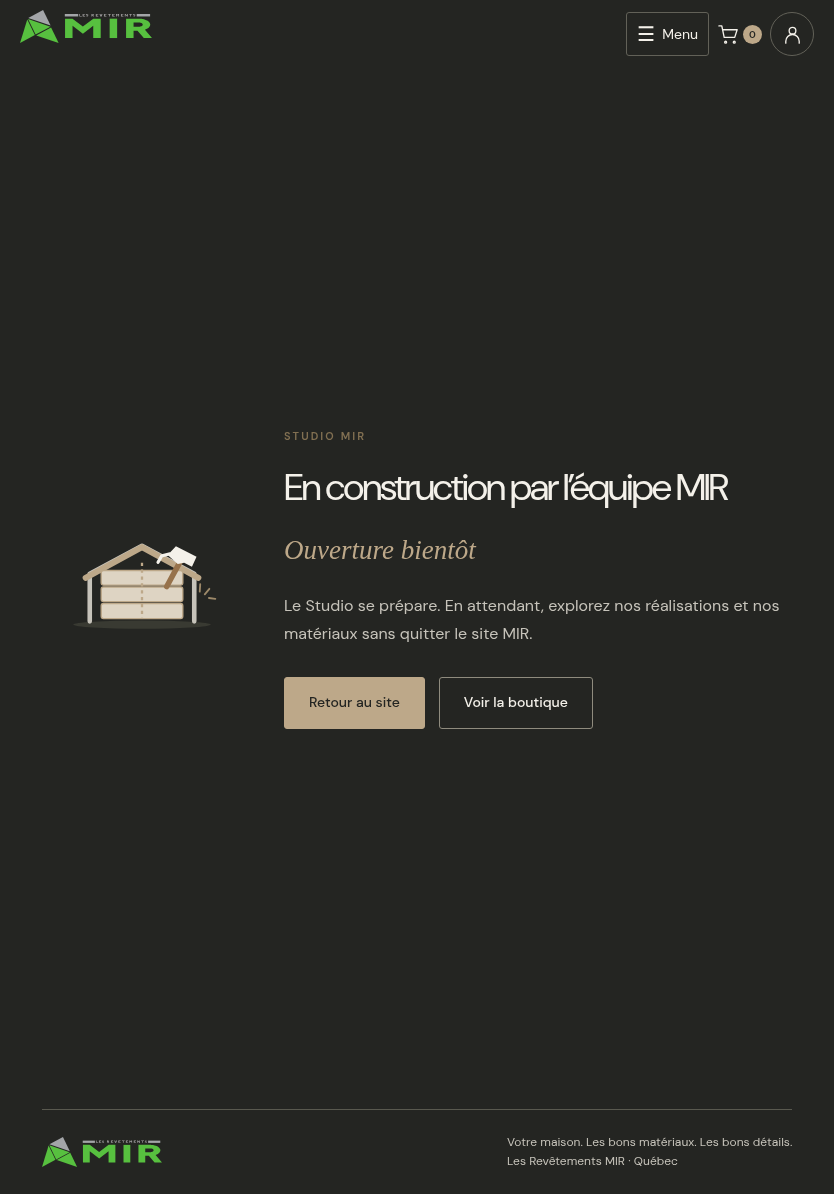 LES REVÊTEMENTS
MIR
Menu
0
STUDIO MIR
En construction par l'équipe MIR
Ouverture bientôt
Le Studio se prépare. En attendant, explorez nos réalisations et nos
matériaux sans quitter le site MIR.
Retour au site
Voir la boutique
LES REVÊTEMENTS
MIR
Votre maison. Les bons matériaux. Les bons détails.
Les Revêtements MIR · Québec